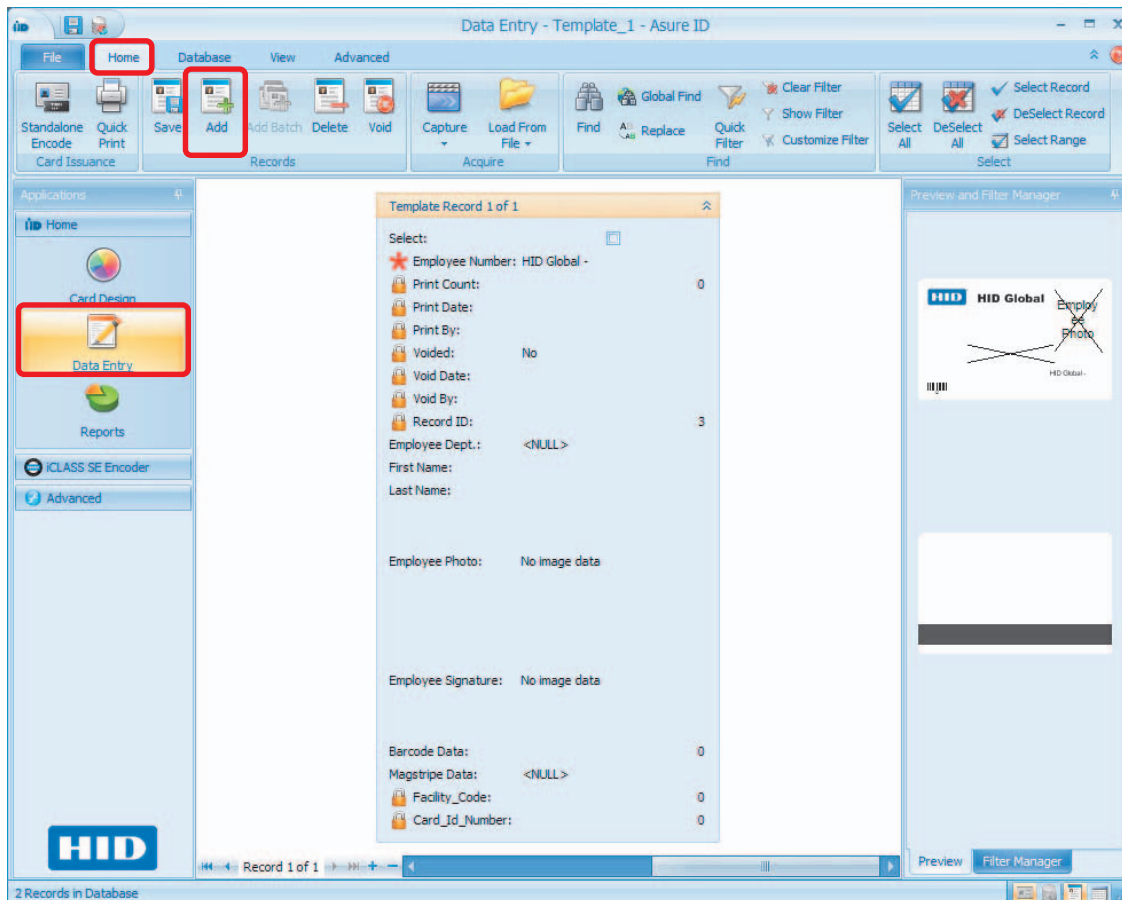 Data Entry - Template_1 - Asure ID
File Home Database View Advanced
Standalone Encode
Quick Print
Card Issuance
Save Add Add Batch Delete Void
Records
Capture
Load From File
Acquire
Find
Global Find
Replace
Quick Filter
Clear Filter
Show Filter
Customize Filter
Find
Select All
DeSelect All
Select Record
DeSelect Record
Select Range
Select
Applications
HID Home
Card Design
Data Entry
Reports
iCLASS SE Encoder
Advanced
HID
Template Record 1 of 1
Select:
Employee Number: HID Global -
Print Count: 0
Print Date:
Print By:
Voided: No
Void Date:
Void By:
Record ID: 3
Employee Dept.: <NULL>
First Name:
Last Name:
Employee Photo: No image data
Employee Signature: No image data
Barcode Data: 0
Magstripe Data: <NULL>
Facility_Code: 0
Card_Id_Number: 0
Record 1 of 1
Preview and Filter Manager
HID HID Global
Employ
ee
Photo
HID Global -
Preview Filter Manager
2 Records in Database